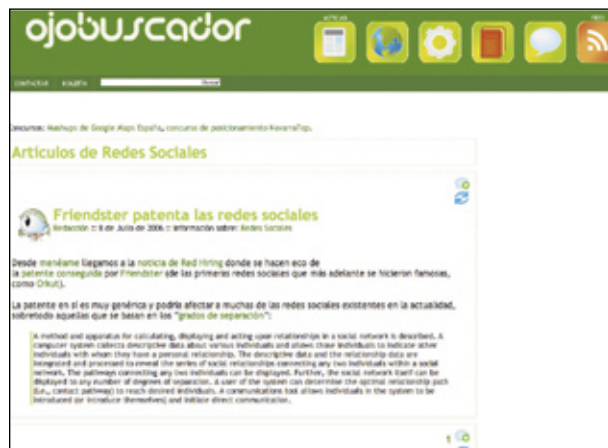 ojobuscador
CONTACTAR BOLETÍN Buscar
Concursos: Mashups de Google Maps España, concurso de posicionamiento NavarraTop.
Artículos de Redes Sociales
Friendster patenta las redes sociales
Redacción :: 8 de Julio de 2006 :: Información sobre: Redes Sociales
Desde menéame llegamos a la noticia de Red Hiring donde se hacen eco de
la patente conseguida por Friendster (de las primeras redes sociales que más adelante se hicieron famosas,
como Orkut).
La patente en sí es muy genérica y podría afectar a muchas de las redes sociales existentes en la actualidad,
sobretodo aquellas que se basan en los "grados de separación":
A method and apparatus for calculating, displaying and acting upon relationships in a social network is described. A
computer system collects descriptive data about various individuals and allows those individuals to indicate other
individuals with whom they have a personal relationship. The descriptive data and the relationship data are
integrated and processed to reveal the series of social relationships connecting any two individuals within a social
network. The pathways connecting any two individuals can be displayed. Further, the social network itself can be
displayed to any number of degrees of separation. A user of the system can determine the optimal relationship path
(i.e., contact pathway) to reach desired individuals. A communications tool allows individuals in the system to be
introduced (or introduce themselves) and initiate direct communication.
1